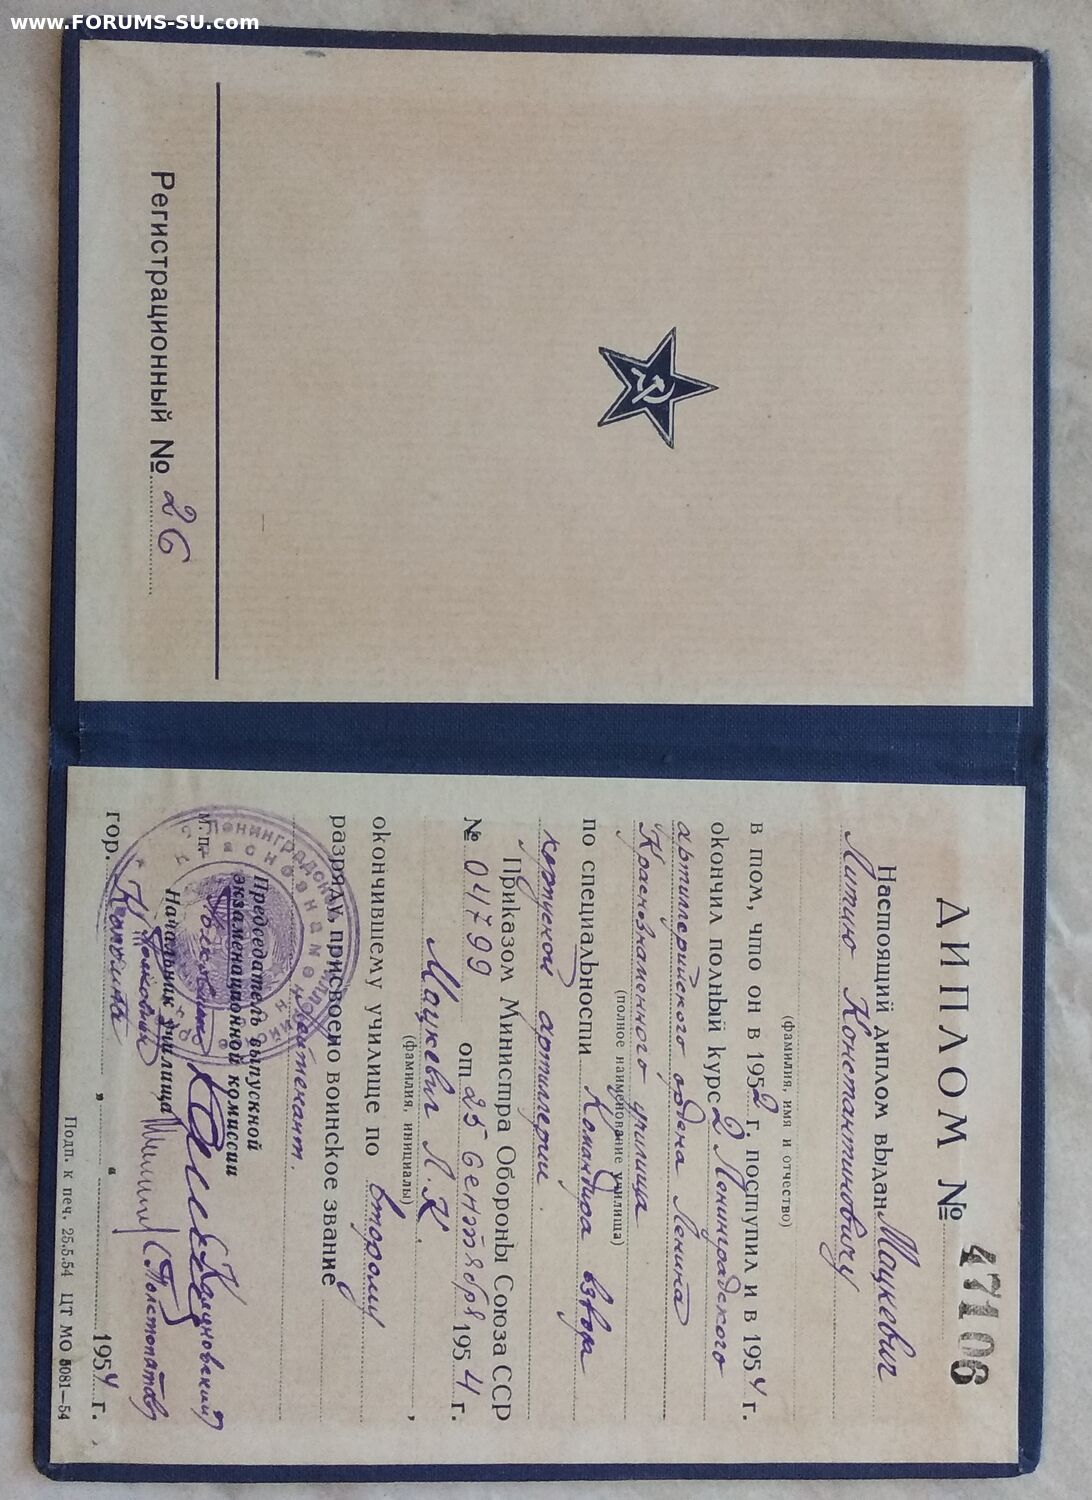 www.FORUMS-SU.com
Регистрационный № 26
ДИПЛОМ № 47106
Настоящий диплом выдан Мацкевич
Константиновичу
(фамилия, имя и отчество)
в том, что он в 1952 г. поступил и в 1954 г.
окончил полный курс 2 Ленинградского
артиллерийского ордена Ленина
Краснознаменного училища
(полное наименование училища)
по специальности командира взвода
корпусной артиллерии.
Приказом Министра Обороны Союза ССР
№ 04799 от 25 сентября 1954 г.
Мацкевич Л. К.,
(фамилия, инициалы)
окончившему училище по второму
разряду, присвоено воинское звание
лейтенант.
Председатель выпускной
экзаменационной комиссии
М. П.
Начальник училища
гор. „ “ 1954 г.
Подп. к печ. 25.5.54 ЦТ МО 8081—54